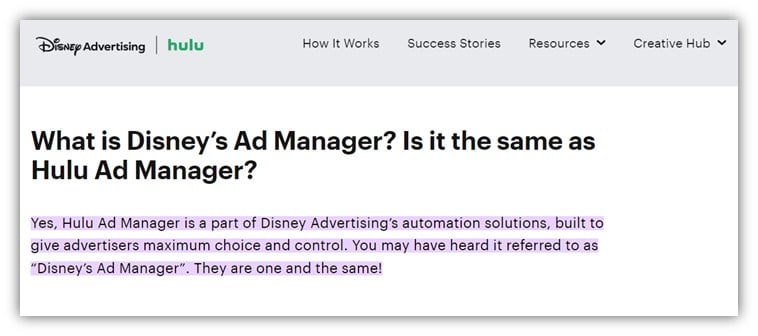 Disney Advertising | hulu How It Works Success Stories Resources Creative Hub
What is Disney’s Ad Manager? Is it the same as
Hulu Ad Manager?
Yes, Hulu Ad Manager is a part of Disney Advertising’s automation solutions, built to
give advertisers maximum choice and control. You may have heard it referred to as
“Disney’s Ad Manager”. They are one and the same!